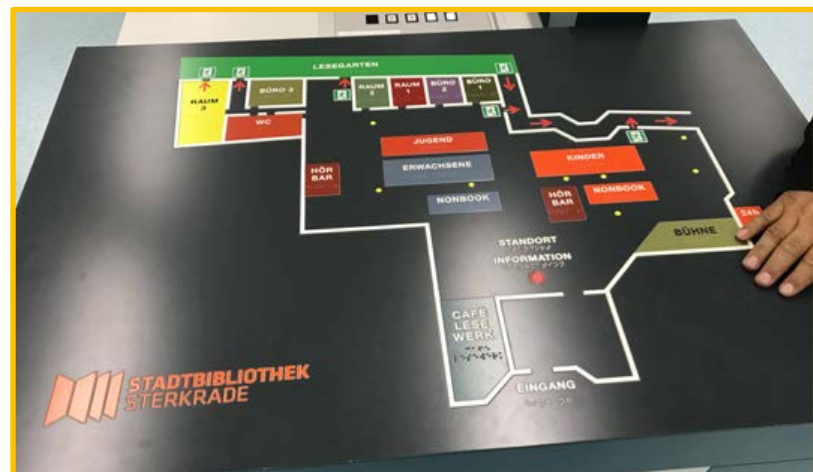 LESEGARTEN
RAUM
3
BÜRO 3
RAUM
2
RAUM
1
BÜRO
2
BÜRO
1
WC
JUGEND
ERWACHSENE
NONBOOK
HÖR
BAR
KINDER
HÖR
BAR
NONBOOK
24h
BÜHNE
STANDORT
INFORMATION
CAFE
LESE
WERK
EINGANG
STADTBIBLIOTHEK
STERKRADE